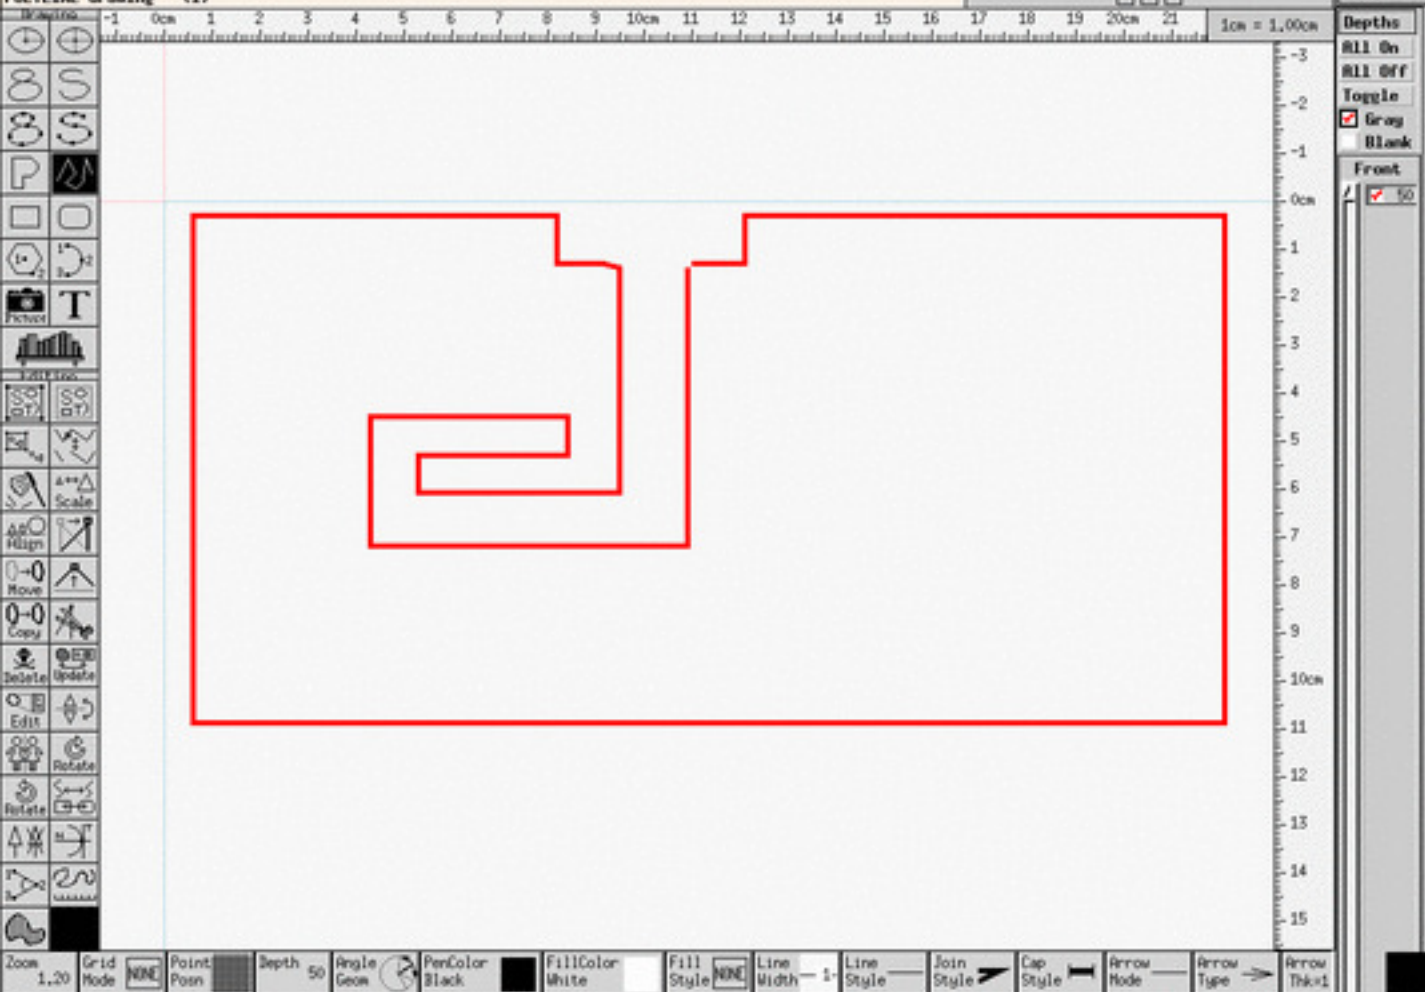 -1 0cm 1 2 3 4 5 6 7 8 9 10cm 11 12 13 14 15 16 17 18 19 20cm 21
1cm = 1.00cm
Drawing
Picture
T
Editing
Scale
Align
Move
Copy
Delete
Update
Edit
Rotate
Rotate
-3
-2
-1
0cm
1
2
3
4
5
6
7
8
9
10cm
11
12
13
14
15
Depths
All On
All Off
Toggle
Gray
Blank
Front
50
Zoom
1.20
Grid
Mode
NONE
Point
Posn
Depth 50
Angle
Geom
PenColor
Black
FillColor
White
Fill
Style
NONE
Line
Width 1
Line
Style
Join
Style
Cap
Style
Arrow
Mode
Arrow
Type
Arrow
Thk=1